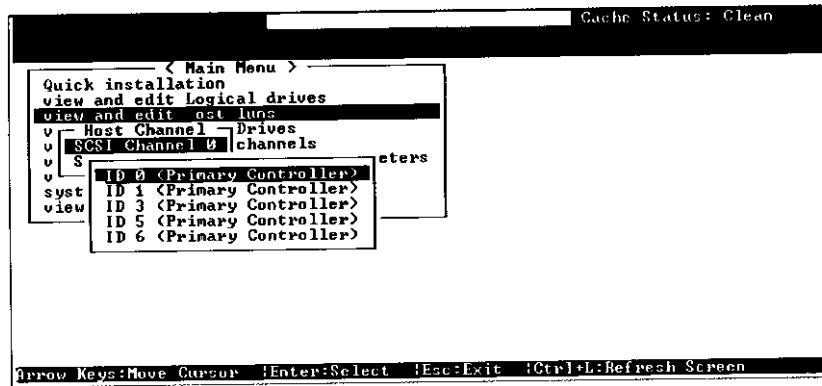 Cache Status: Clean
< Main Menu >
Quick installation
view and edit Logical drives
view and edit ost luns
v Host Channel Drives
v SCSI Channel 0 channels
v S eters
v ID 0 (Primary Controller)
syst ID 1 (Primary Controller)
view ID 3 (Primary Controller)
ID 5 (Primary Controller)
ID 6 (Primary Controller)
Arrow Keys:Move Cursor |Enter:Select |Esc:Exit |Ctrl+L:Refresh Screen